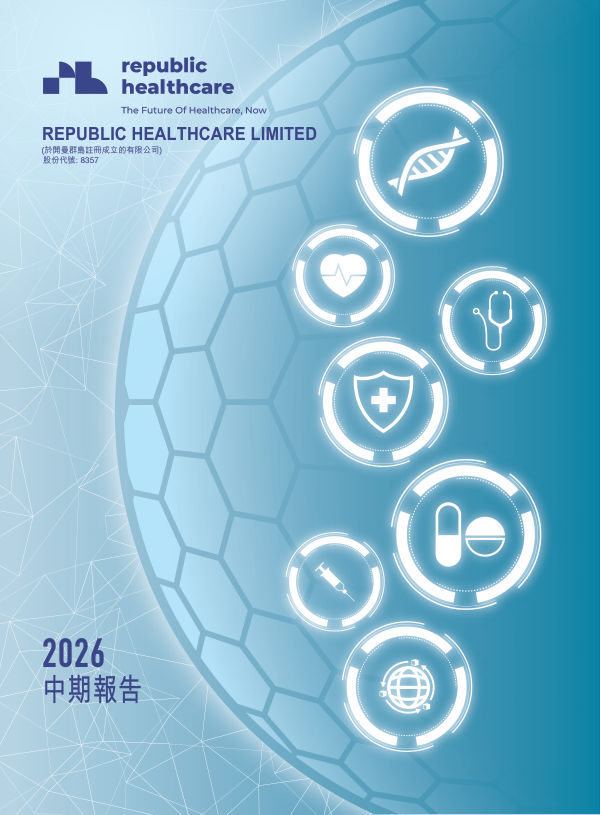 republic
healthcare
The Future Of Healthcare, Now
REPUBLIC HEALTHCARE LIMITED
(於開曼群島註冊成立的有限公司)
股份代號: 8357
2026
中期報告